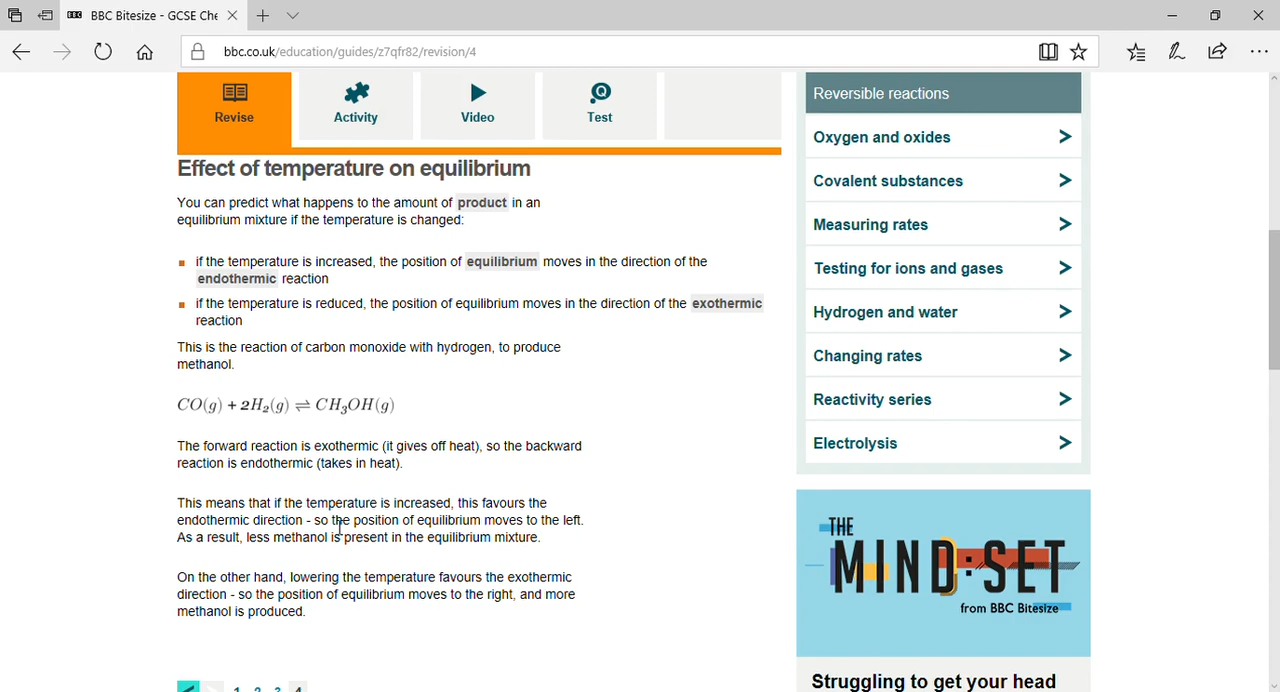 BBC Bitesize - GCSE Che
bbc.co.uk/education/guides/z7qfr82/revision/4
Revise
Activity
Video
Test
Effect of temperature on equilibrium
You can predict what happens to the amount of product in an
equilibrium mixture if the temperature is changed:
if the temperature is increased, the position of equilibrium moves in the direction of the
endothermic reaction
if the temperature is reduced, the position of equilibrium moves in the direction of the exothermic
reaction
This is the reaction of carbon monoxide with hydrogen, to produce
methanol.
CO(g) + 2H₂(g) ⇌ CH₃OH(g)
The forward reaction is exothermic (it gives off heat), so the backward
reaction is endothermic (takes in heat).
This means that if the temperature is increased, this favours the
endothermic direction - so the position of equilibrium moves to the left.
As a result, less methanol is present in the equilibrium mixture.
On the other hand, lowering the temperature favours the exothermic
direction - so the position of equilibrium moves to the right, and more
methanol is produced.
1 2 3 4
Reversible reactions
Oxygen and oxides
Covalent substances
Measuring rates
Testing for ions and gases
Hydrogen and water
Changing rates
Reactivity series
Electrolysis
THE
MIND:SET
from BBC Bitesize
Struggling to get your head